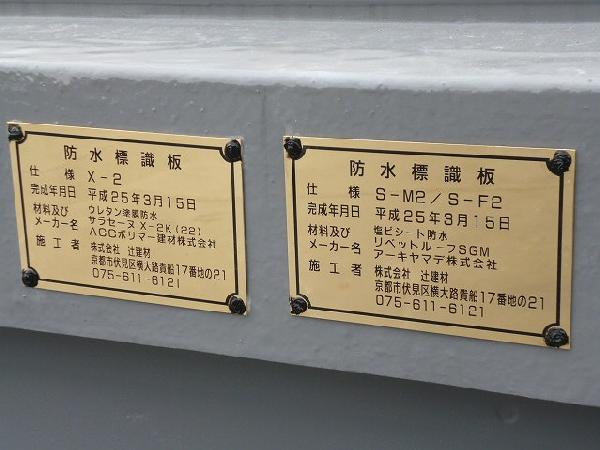 防水標識板
仕様 X-2
完成年月日 平成25年3月15日
材料及び ウレタン塗膜防水
メーカー名 サラセーヌX-2K(22)
ACCポリマー建材株式会社
施工者 株式会社 辻建材
京都市伏見区横大路貴船17番地の21
075-611-6121
防水標識板
仕様 S-M2/S-F2
完成年月日 平成25年3月15日
材料及び 塩ビシート防水
メーカー名 リベットルーフSGM
アーキヤマデ株式会社
施工者 株式会社 辻建材
京都市伏見区横大路貴船17番地の21
075-611-6121